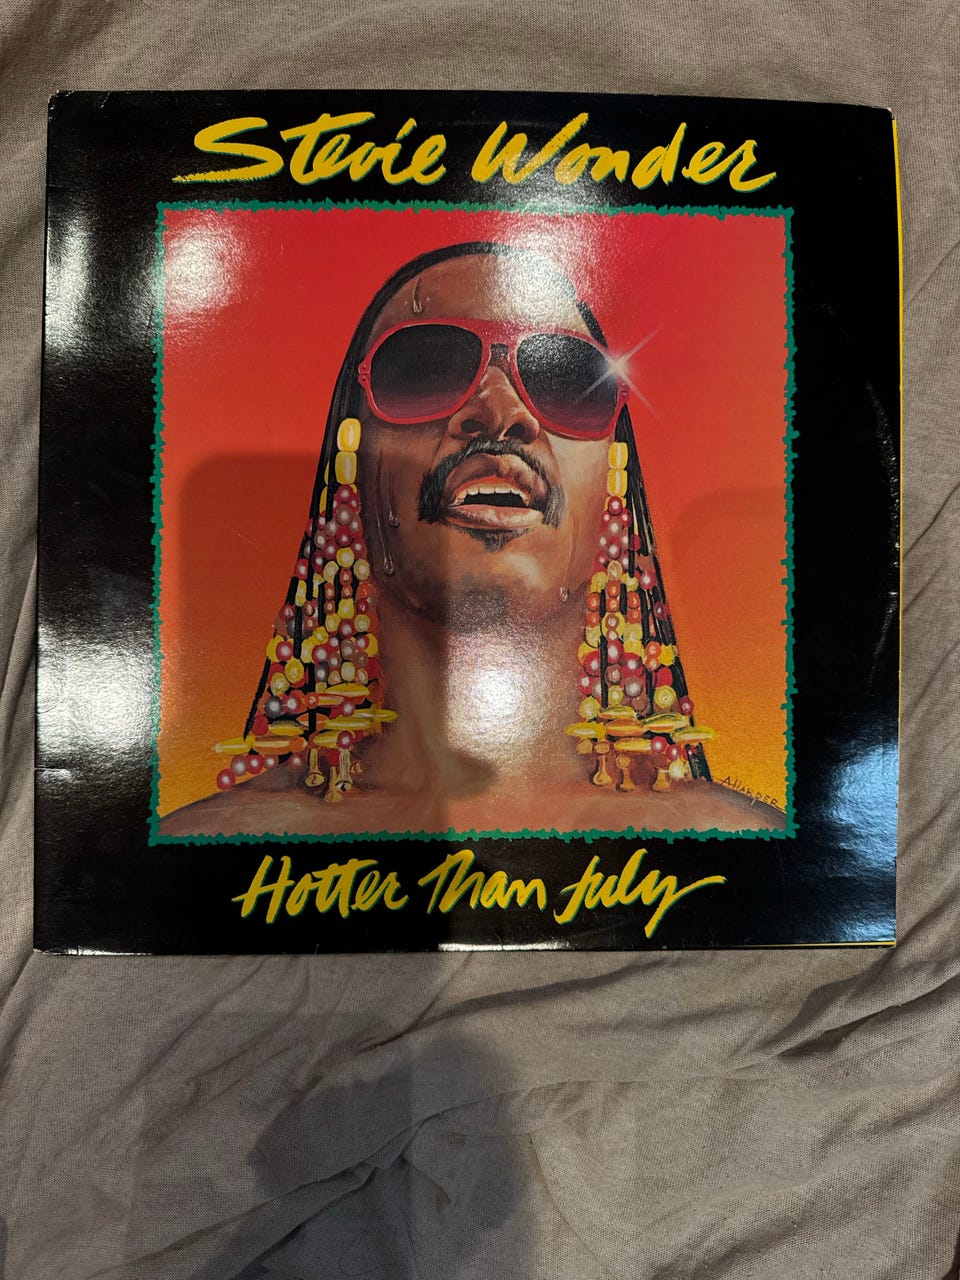 Stevie Wonder
A.HARPER
Hotter Than July